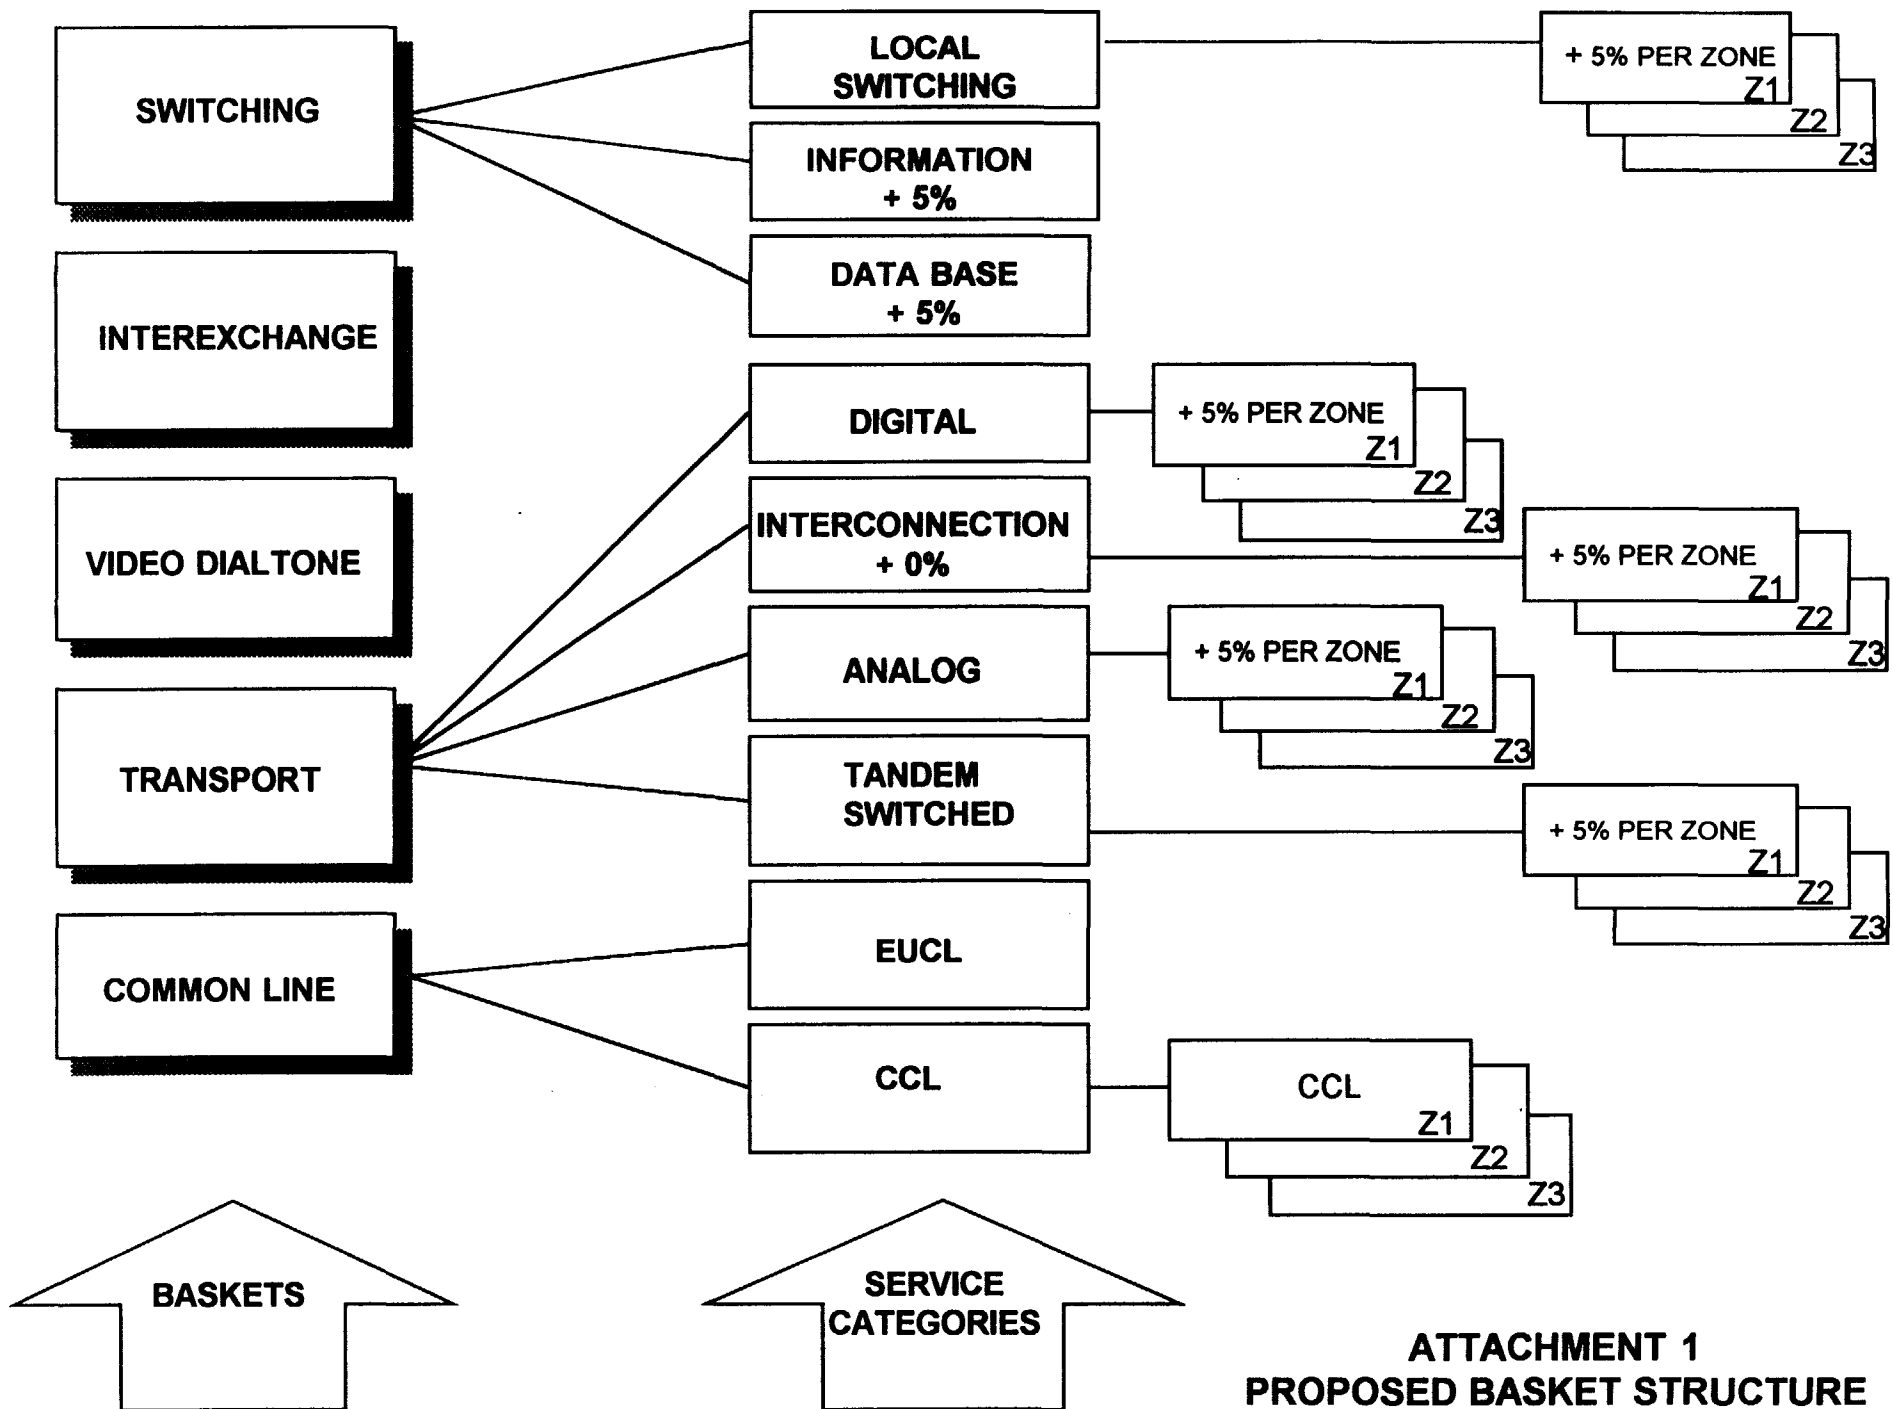 SWITCHING
INTEREXCHANGE
VIDEO DIALTONE
TRANSPORT
COMMON LINE
BASKETS
LOCAL
SWITCHING
INFORMATION
+ 5%
DATA BASE
+ 5%
DIGITAL
INTERCONNECTION
+ 0%
ANALOG
TANDEM
SWITCHED
EUCL
CCL
SERVICE
CATEGORIES
+ 5% PER ZONE
Z1
Z2
Z3
+ 5% PER ZONE
Z1
Z2
Z3
+ 5% PER ZONE
Z1
Z2
Z3
+ 5% PER ZONE
Z1
Z2
Z3
+ 5% PER ZONE
Z1
Z2
Z3
CCL
Z1
Z2
Z3
ATTACHMENT 1
PROPOSED BASKET STRUCTURE